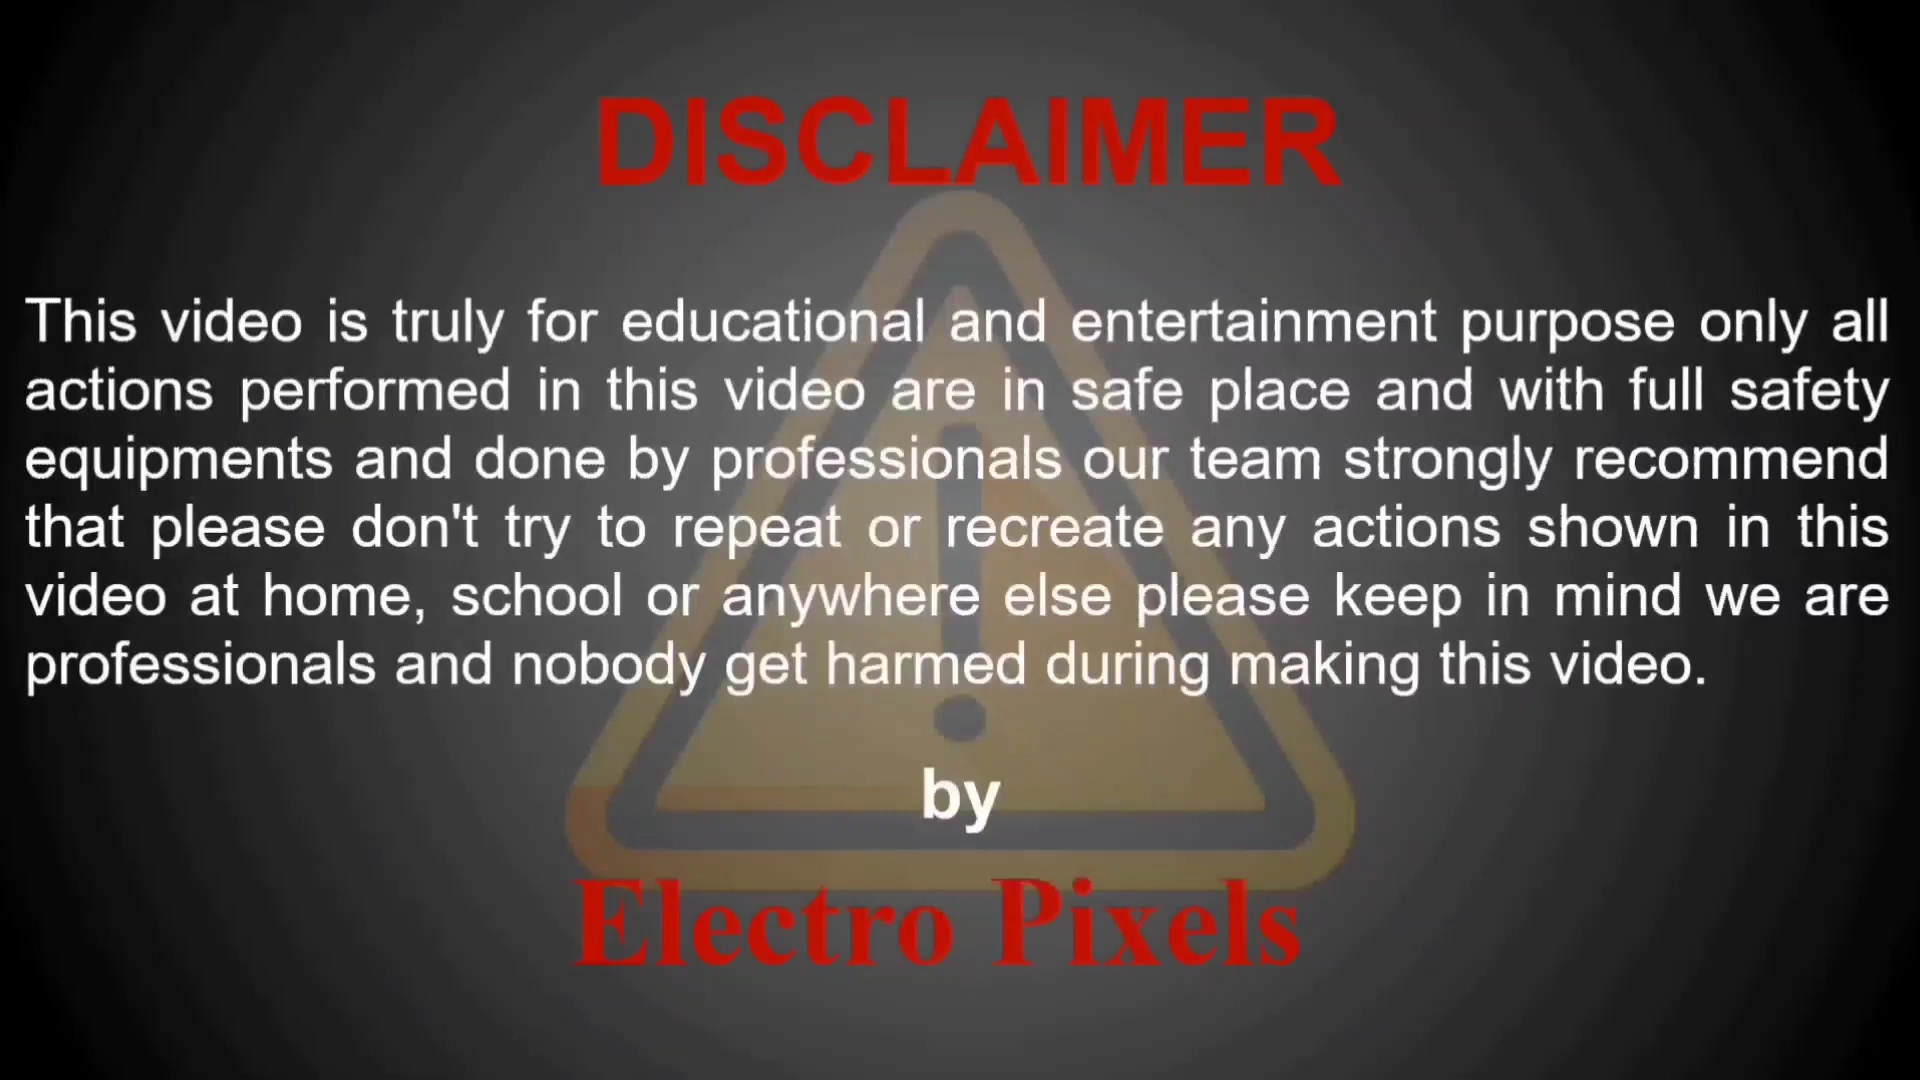 DISCLAIMER
This video is truly for educational and entertainment purpose only all
actions performed in this video are in safe place and with full safety
equipments and done by professionals our team strongly recommend
that please don't try to repeat or recreate any actions shown in this
video at home, school or anywhere else please keep in mind we are
professionals and nobody get harmed during making this video.
by
Electro Pixels